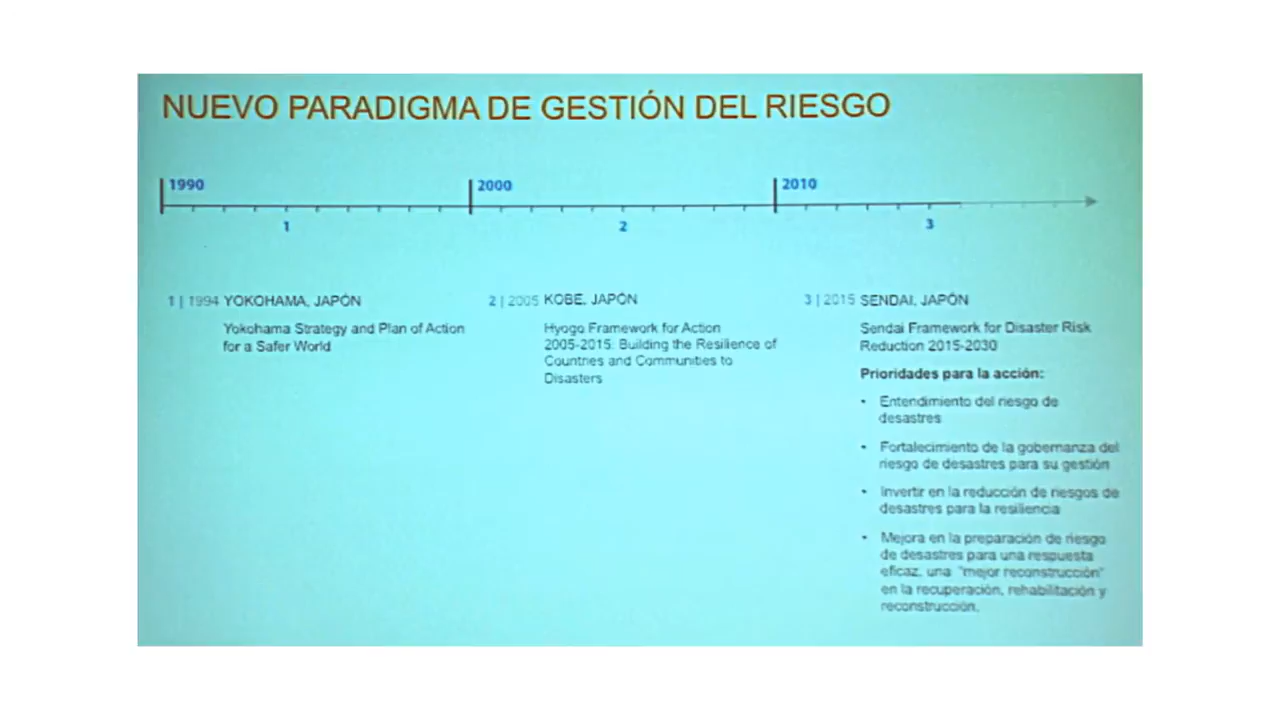 NUEVO PARADIGMA DE GESTIÓN DEL RIESGO
1990
2000
2010
1
2
3
1 | 1994 YOKOHAMA, JAPÓN
Yokohama Strategy and Plan of Action
for a Safer World
2 | 2005 KOBE, JAPÓN
Hyogo Framework for Action
2005-2015: Building the Resilience of
Countries and Communities to
Disasters
3 | 2015 SENDAI, JAPÓN
Sendai Framework for Disaster Risk
Reduction 2015-2030
Prioridades para la acción:
• Entendimiento del riesgo de
desastres
• Fortalecimiento de la gobernanza del
riesgo de desastres para su gestión
• Invertir en la reducción de riesgos de
desastres para la resiliencia
• Mejora en la preparación de riesgo
de desastres para una respuesta
eficaz, una "mejor reconstrucción"
en la recuperación, rehabilitación y
reconstrucción.